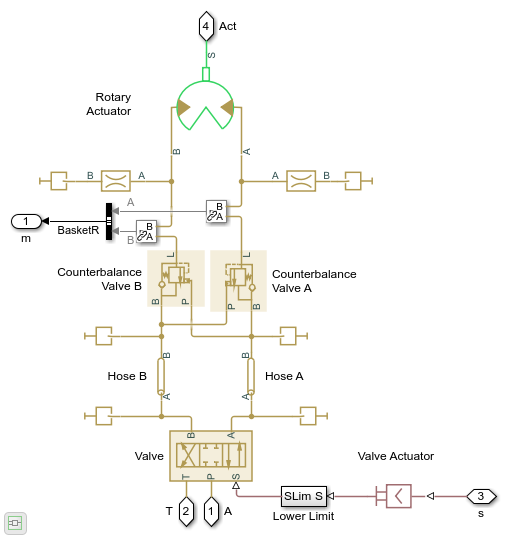 4 Act
S
Rotary
Actuator
B A
B A A B
A
B
A
B
A
1
BasketR
m
B
L L
Counterbalance
Valve B
Counterbalance
Valve A
B P P B
B B
Hose B Hose A
A A
B A
Valve
T P S
Valve Actuator
T 2 1 A
SLim S
Lower Limit
3
s